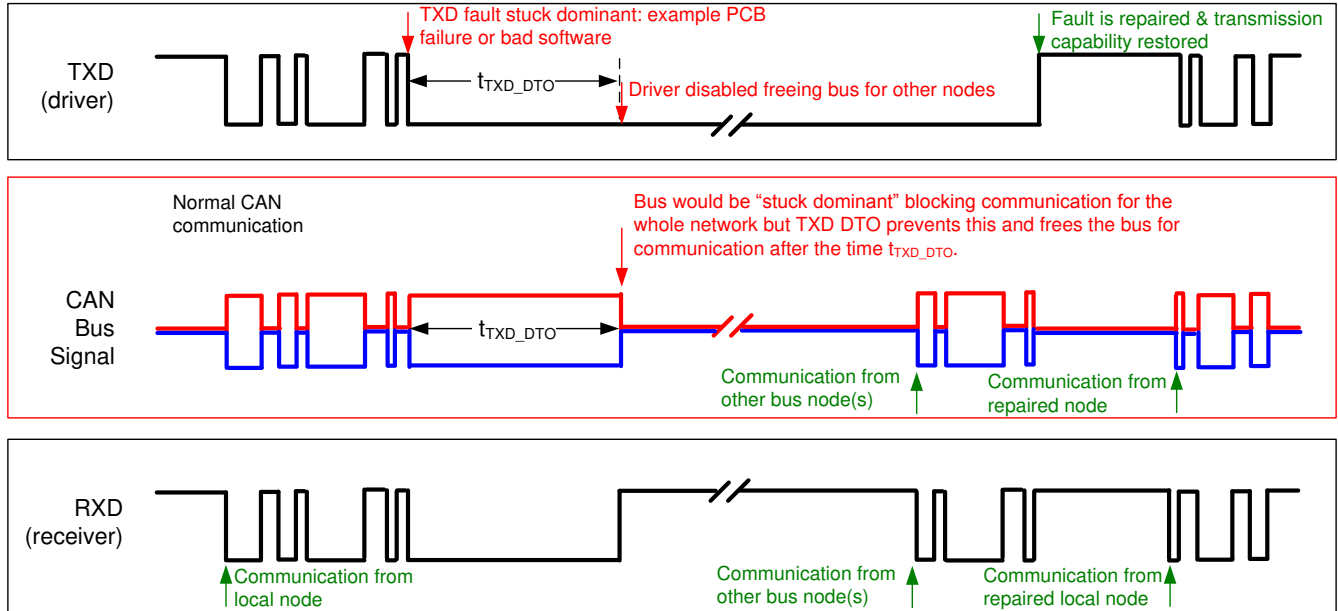 TXD fault stuck dominant: example PCB
failure or bad software
Fault is repaired & transmission
capability restored
TXD
(driver)
tTXD_DTO
Driver disabled freeing bus for other nodes
Normal CAN
communication
Bus would be “stuck dominant” blocking communication for the
whole network but TXD DTO prevents this and frees the bus for
communication after the time tTXD_DTO.
CAN
Bus
Signal
tTXD_DTO
Communication from
other bus node(s)
Communication from
repaired node
RXD
(receiver)
Communication from
local node
Communication from
other bus node(s)
Communication from
repaired local node